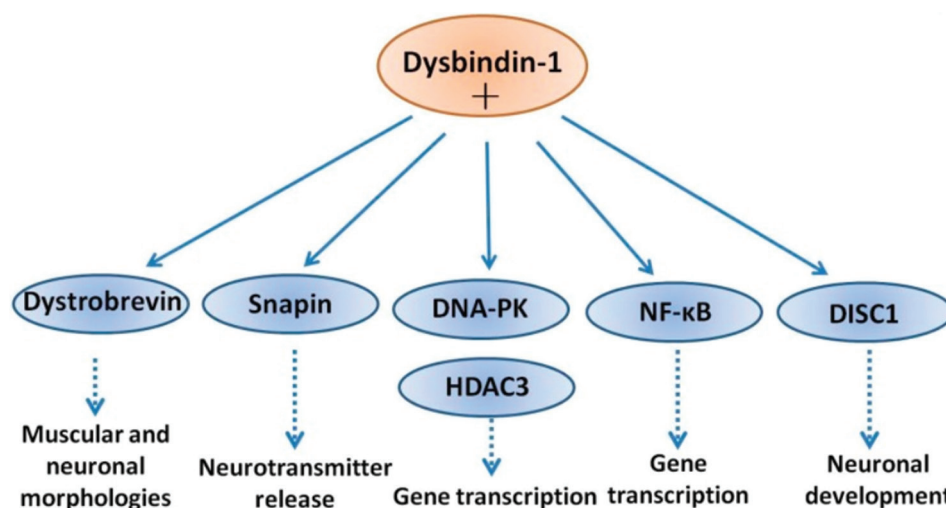 Dysbindin-1
+
Dystrobrevin
Snapin
DNA-PK
NF-κB
DISC1
HDAC3
Muscular and
neuronal
morphologies
Neurotransmitter
release
Gene transcription
Gene
transcription
Neuronal
development